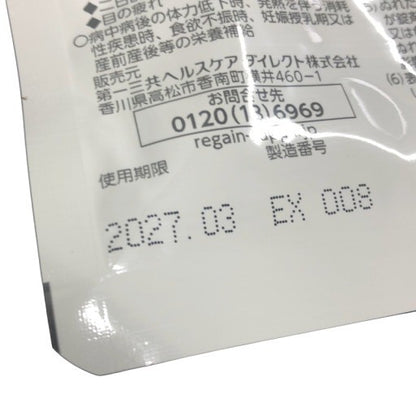 ◆目の疲れ
○病中病後の体力低下時、発熱を伴う消耗
性疾患時、食欲不振時、妊娠授乳期又は
産前産後等の栄養補給
販売元
第一三共ヘルスケア ダイレクト株式会社
香川県高松市香南町横井460-1
お問合せ先
0120(13)6969
regain-
製造番号
使用期限
2027.03 EX 008